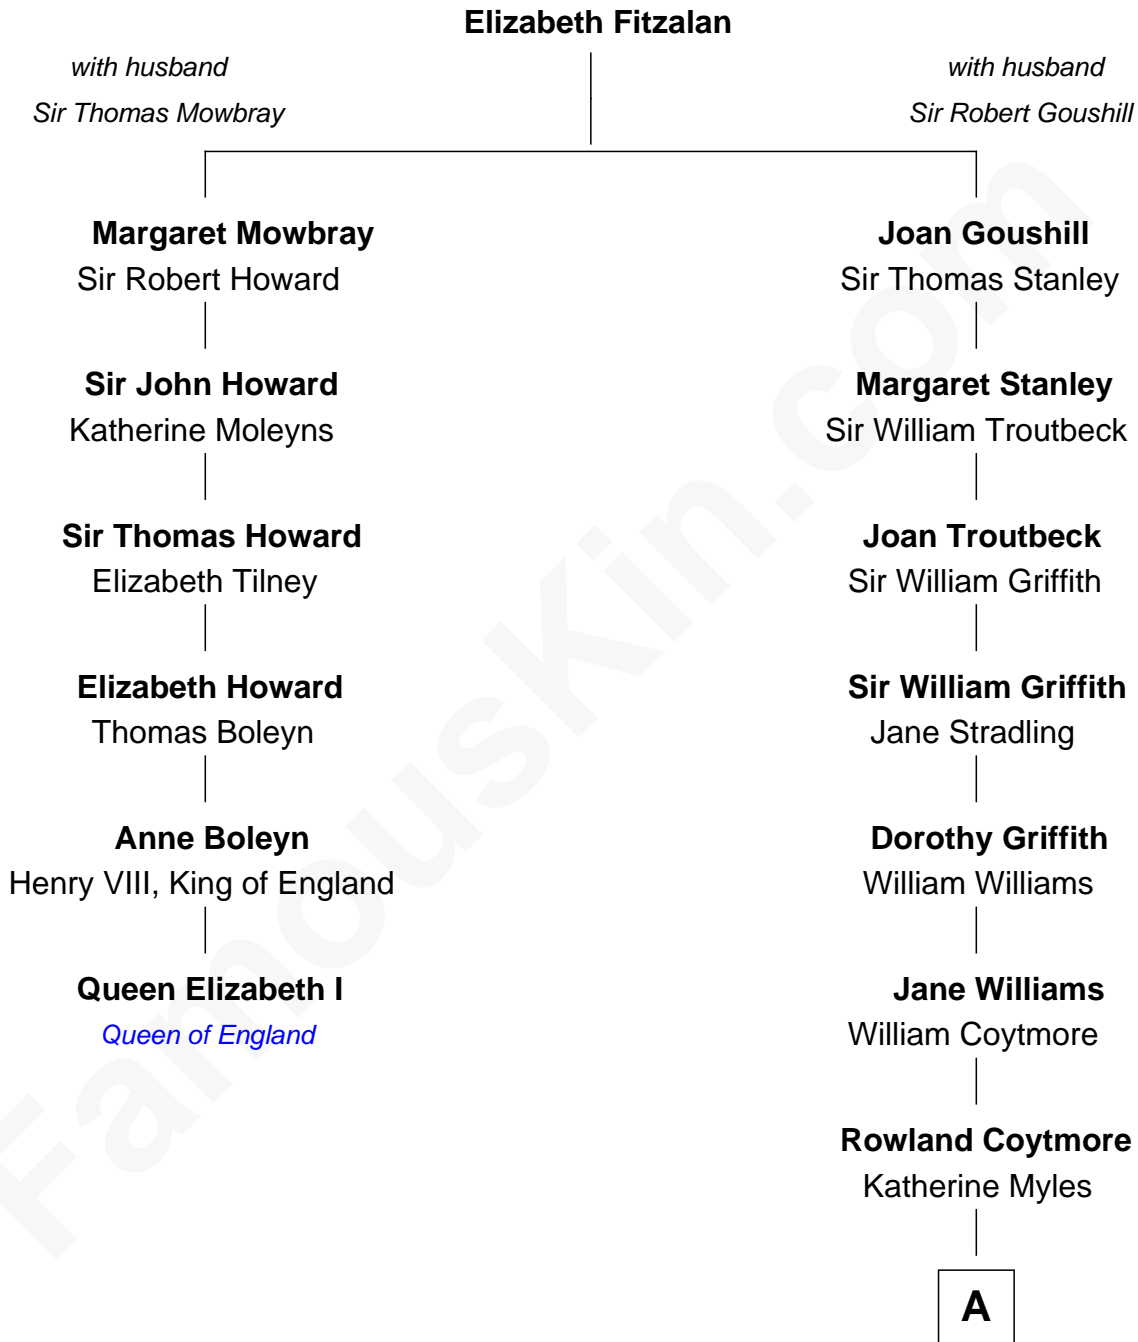 Elizabeth Fitzalan
with husband
Sir Thomas Mowbray
with husband
Sir Robert Goushill
Margaret Mowbray
Sir Robert Howard
Joan Goushill
Sir Thomas Stanley
Sir John Howard
Katherine Moleyns
Margaret Stanley
Sir William Troutbeck
Sir Thomas Howard
Elizabeth Tilney
Joan Troutbeck
Sir William Griffith
Elizabeth Howard
Thomas Boleyn
Sir William Griffith
Jane Stradling
Anne Boleyn
Henry VIII, King of England
Dorothy Griffith
William Williams
Queen Elizabeth I
Queen of England
Jane Williams
William Coytmore
Rowland Coytmore
Katherine Myles
A
FamousKin.com